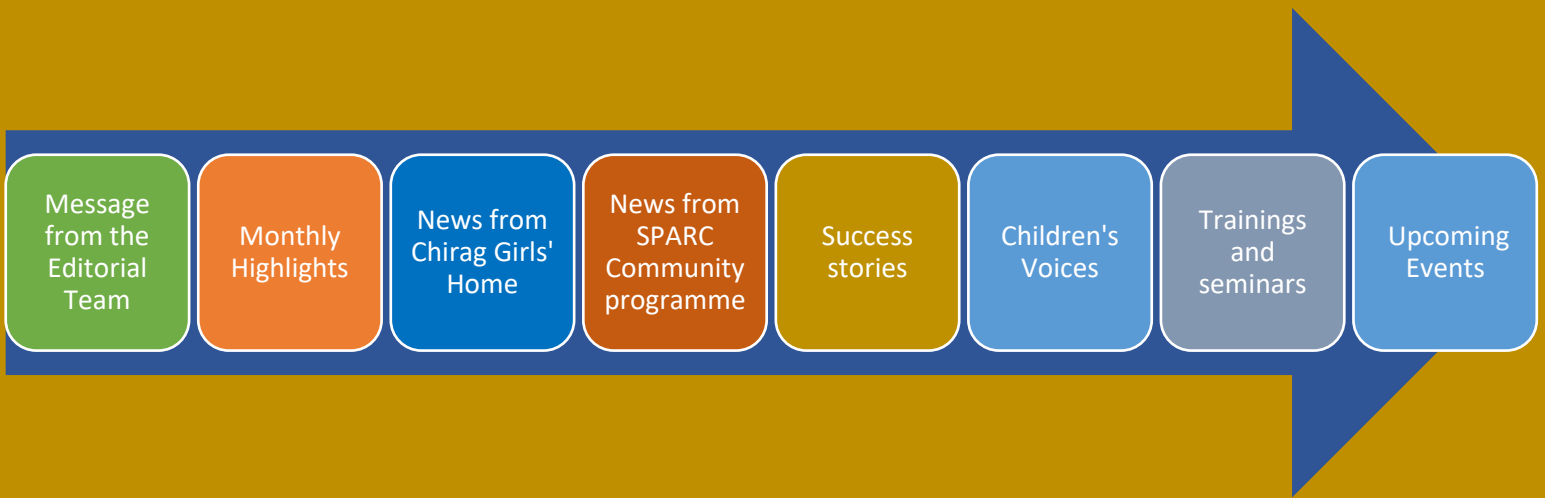 Message
from the
Editorial
Team
Monthly
Highlights
News from
Chirag Girls'
Home
News from
SPARC
Community
programme
Success
stories
Children's
Voices
Trainings
and
seminars
Upcoming
Events